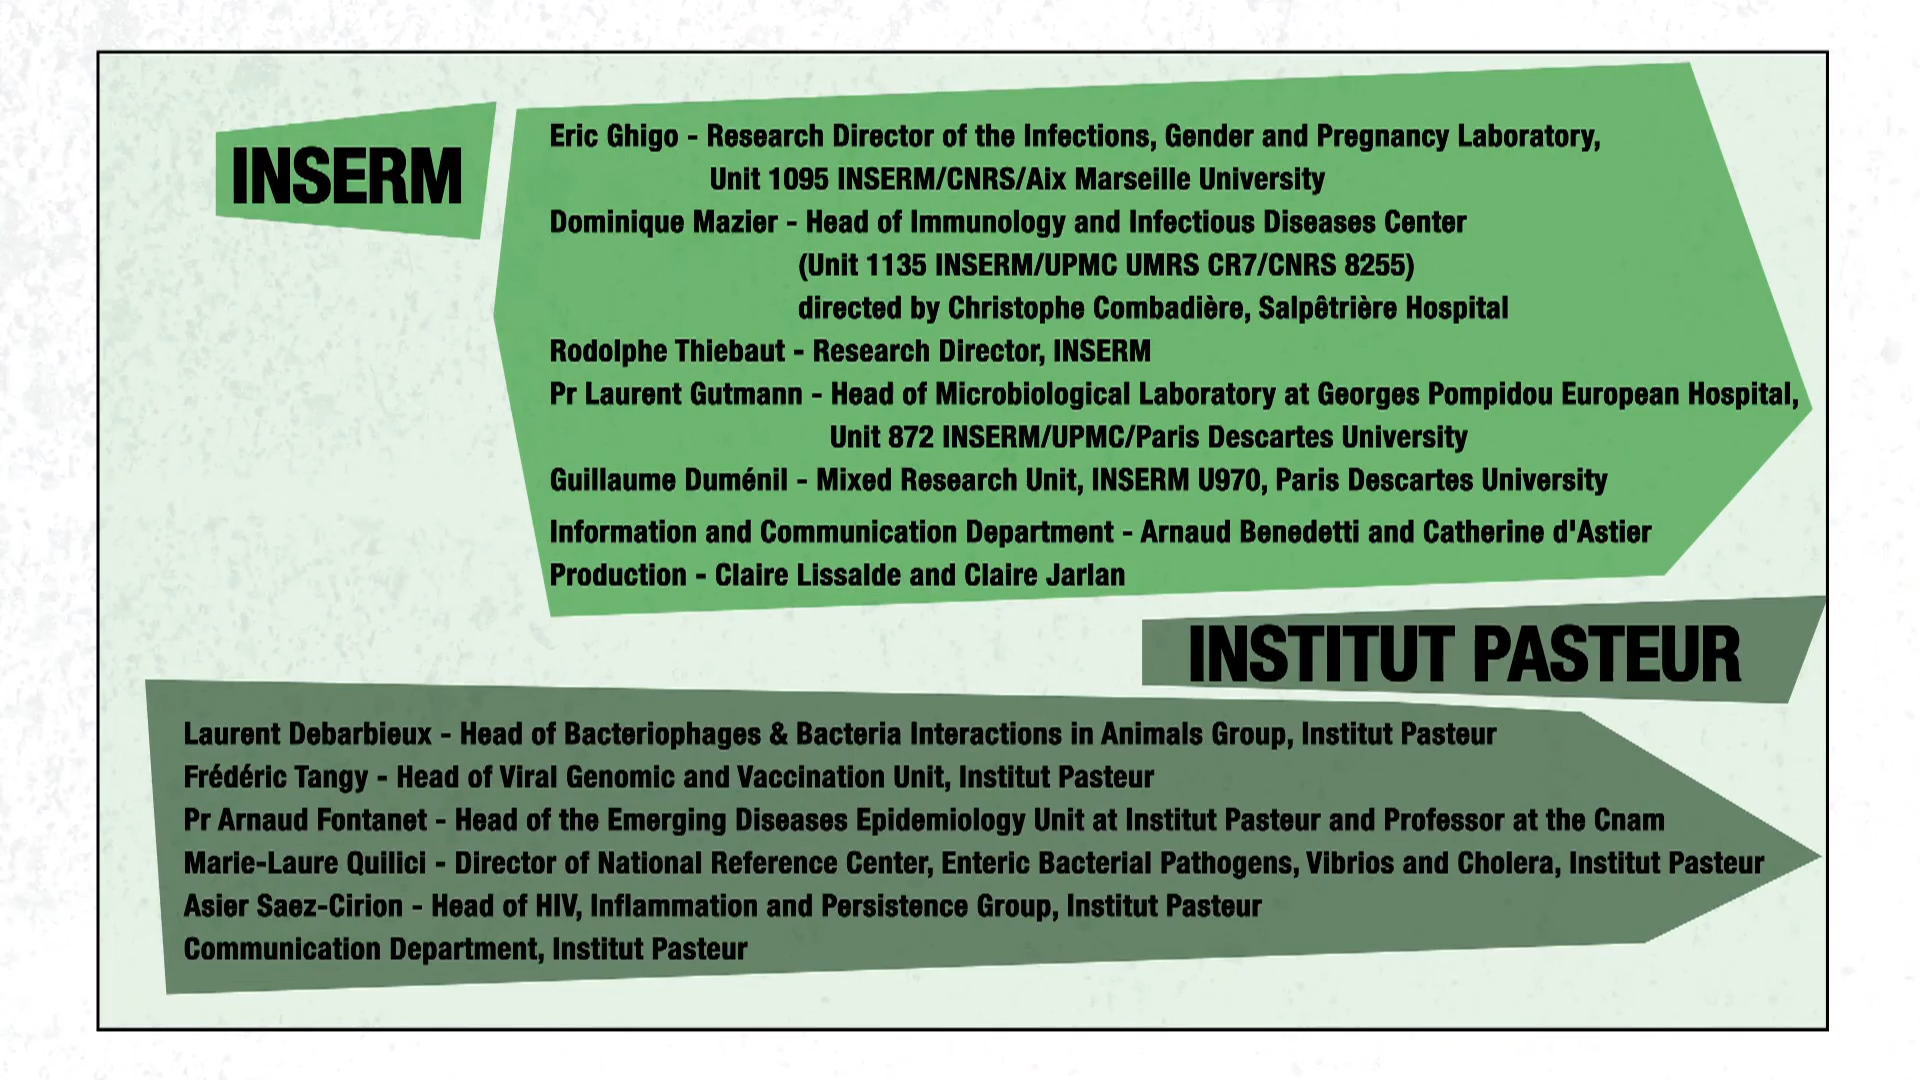 INSERM
Eric Ghigo - Research Director of the Infections, Gender and Pregnancy Laboratory,
Unit 1095 INSERM/CNRS/Aix Marseille University
Dominique Mazier - Head of Immunology and Infectious Diseases Center
(Unit 1135 INSERM/UPMC UMRS CR7/CNRS 8255)
directed by Christophe Combadière, Salpêtrière Hospital
Rodolphe Thiebaut - Research Director, INSERM
Pr Laurent Gutmann - Head of Microbiological Laboratory at Georges Pompidou European Hospital,
Unit 872 INSERM/UPMC/Paris Descartes University
Guillaume Duménil - Mixed Research Unit, INSERM U970, Paris Descartes University
Information and Communication Department - Arnaud Benedetti and Catherine d'Astier
Production - Claire Lissalde and Claire Jarlan
INSTITUT PASTEUR
Laurent Debarbieux - Head of Bacteriophages & Bacteria Interactions in Animals Group, Institut Pasteur
Frédéric Tangy - Head of Viral Genomic and Vaccination Unit, Institut Pasteur
Pr Arnaud Fontanet - Head of the Emerging Diseases Epidemiology Unit at Institut Pasteur and Professor at the Cnam
Marie-Laure Quilici - Director of National Reference Center, Enteric Bacterial Pathogens, Vibrios and Cholera, Institut Pasteur
Asier Saez-Cirion - Head of HIV, Inflammation and Persistence Group, Institut Pasteur
Communication Department, Institut Pasteur